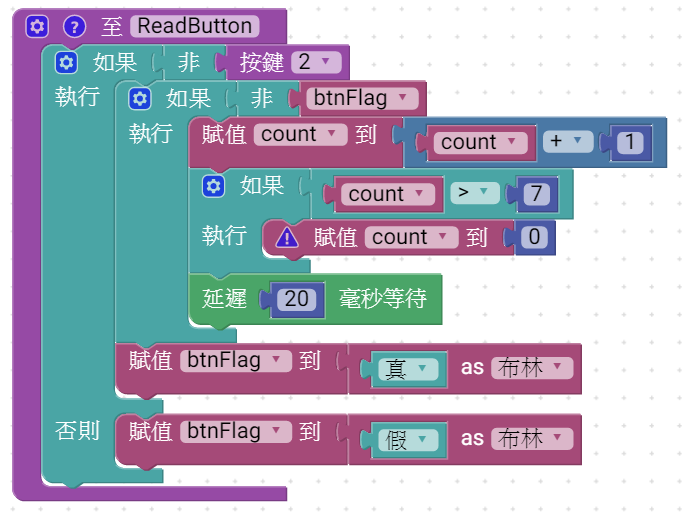 至 ReadButton
如果 非 按鍵 2
執行 如果 非 btnFlag
執行 賦值 count 到 count + 1
如果 count > 7
執行 賦值 count 到 0
延遲 20 毫秒等待
賦值 btnFlag 到 真 as 布林
否則 賦值 btnFlag 到 假 as 布林